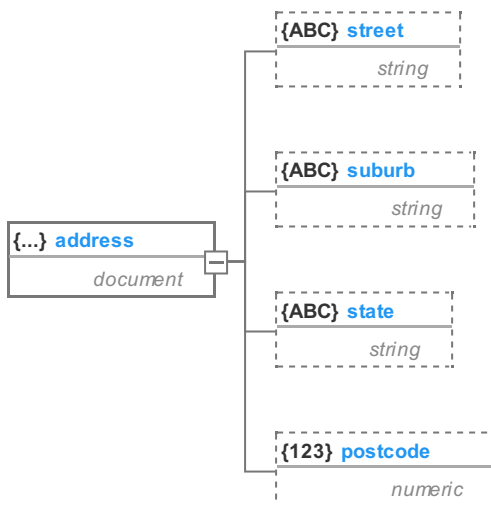 {ABC} street
string
{ABC} suburb
string
{...} address
document
{ABC} state
string
{123} postcode
numeric